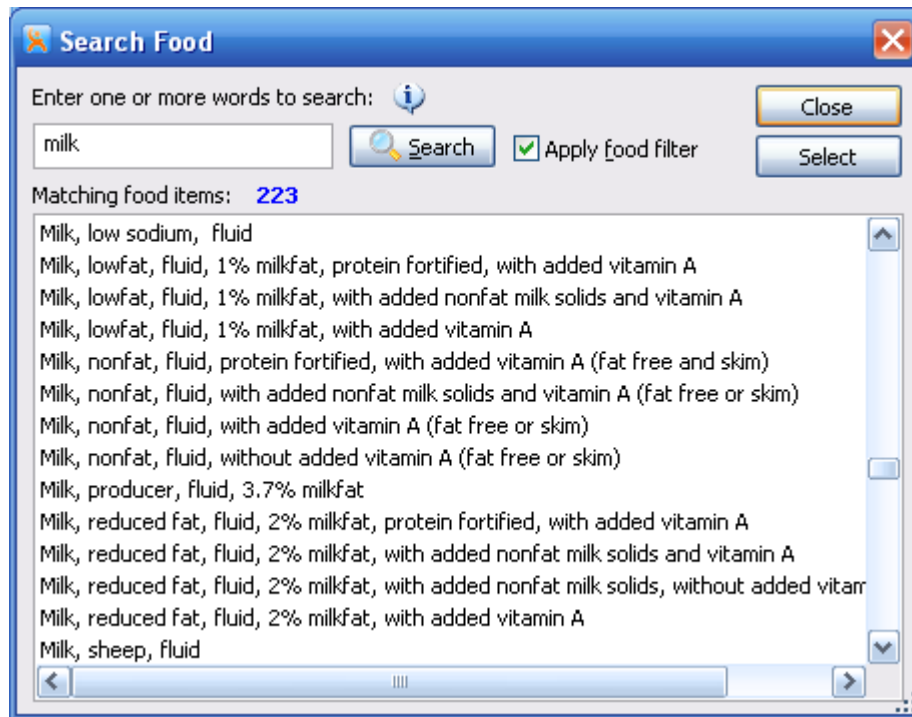 Search Food
Enter one or more words to search:
Close
milk
Search
Apply food filter
Select
Matching food items: 223
Milk, low sodium, fluid
Milk, lowfat, fluid, 1% milkfat, protein fortified, with added vitamin A
Milk, lowfat, fluid, 1% milkfat, with added nonfat milk solids and vitamin A
Milk, lowfat, fluid, 1% milkfat, with added vitamin A
Milk, nonfat, fluid, protein fortified, with added vitamin A (fat free and skim)
Milk, nonfat, fluid, with added nonfat milk solids and vitamin A (fat free or skim)
Milk, nonfat, fluid, with added vitamin A (fat free or skim)
Milk, nonfat, fluid, without added vitamin A (fat free or skim)
Milk, producer, fluid, 3.7% milkfat
Milk, reduced fat, fluid, 2% milkfat, protein fortified, with added vitamin A
Milk, reduced fat, fluid, 2% milkfat, with added nonfat milk solids and vitamin A
Milk, reduced fat, fluid, 2% milkfat, with added nonfat milk solids, without added vitam
Milk, reduced fat, fluid, 2% milkfat, with added vitamin A
Milk, sheep, fluid